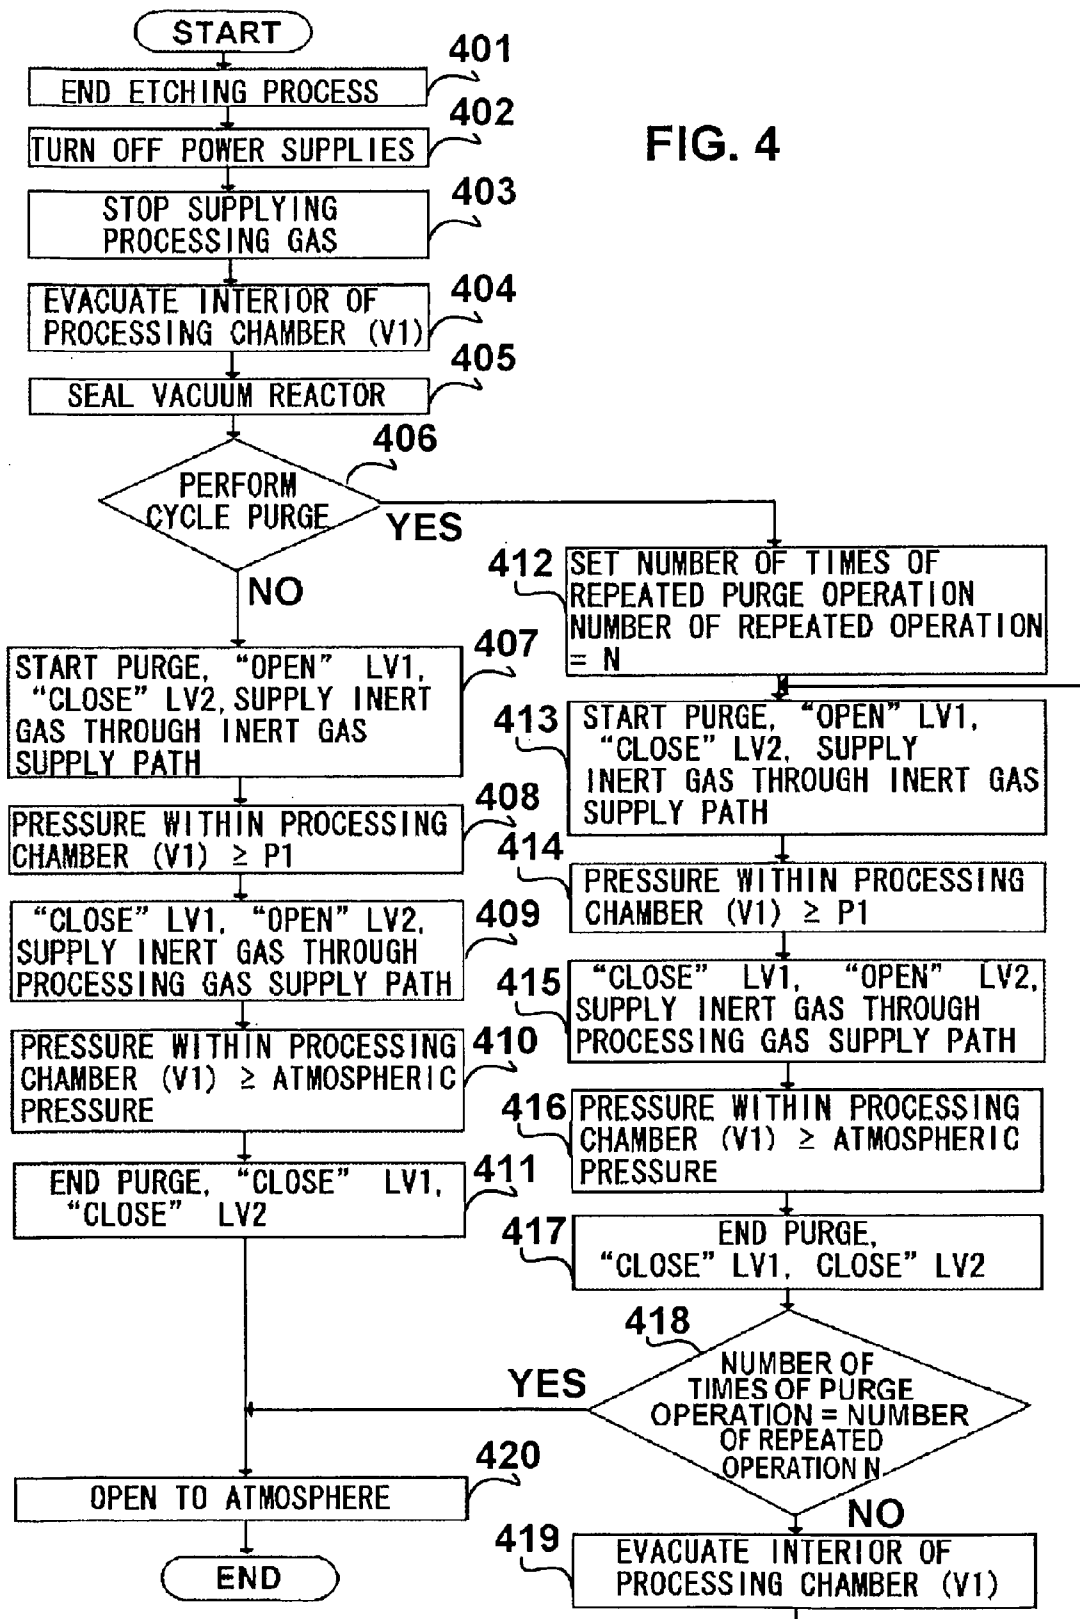 START
401
END ETCHING PROCESS
402
TURN OFF POWER SUPPLIES
FIG. 4
403
STOP SUPPLYING
PROCESSING GAS
404
EVACUATE INTERIOR OF
PROCESSING CHAMBER (V1)
405
SEAL VACUUM REACTOR
406
PERFORM
CYCLE PURGE
YES
NO
407
START PURGE, “OPEN” LV1,
“CLOSE” LV2, SUPPLY INERT
GAS THROUGH INERT GAS
SUPPLY PATH
408
PRESSURE WITHIN PROCESSING
CHAMBER (V1) ≥ P1
409
“CLOSE” LV1, “OPEN” LV2,
SUPPLY INERT GAS THROUGH
PROCESSING GAS SUPPLY PATH
410
PRESSURE WITHIN PROCESSING
CHAMBER (V1) ≥ ATMOSPHERIC
PRESSURE
411
END PURGE, “CLOSE” LV1,
“CLOSE” LV2
412
SET NUMBER OF TIMES OF
REPEATED PURGE OPERATION
NUMBER OF REPEATED OPERATION
= N
413
START PURGE, “OPEN” LV1,
“CLOSE” LV2, SUPPLY
INERT GAS THROUGH INERT GAS
SUPPLY PATH
414
PRESSURE WITHIN PROCESSING
CHAMBER (V1) ≥ P1
415
“CLOSE” LV1, “OPEN” LV2,
SUPPLY INERT GAS THROUGH
PROCESSING GAS SUPPLY PATH
416
PRESSURE WITHIN PROCESSING
CHAMBER (V1) ≥ ATMOSPHERIC
PRESSURE
417
END PURGE,
“CLOSE” LV1, CLOSE” LV2
418
NUMBER OF
TIMES OF PURGE
OPERATION = NUMBER
OF REPEATED
OPERATION N
YES
NO
419
EVACUATE INTERIOR OF
PROCESSING CHAMBER (V1)
420
OPEN TO ATMOSPHERE
END